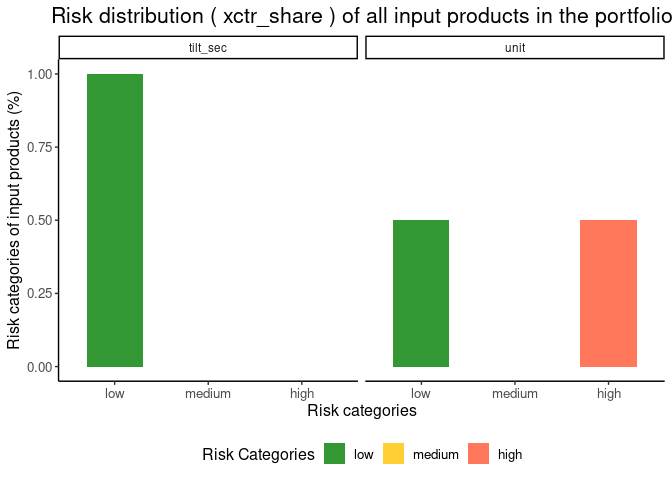 Risk distribution ( xctr_share ) of all input products in the portfolio
tilt_sec
unit
Risk categories of input products (%)
1.00
0.75
0.50
0.25
0.00
low
medium
high
low
medium
high
Risk categories
Risk Categories
low
medium
high